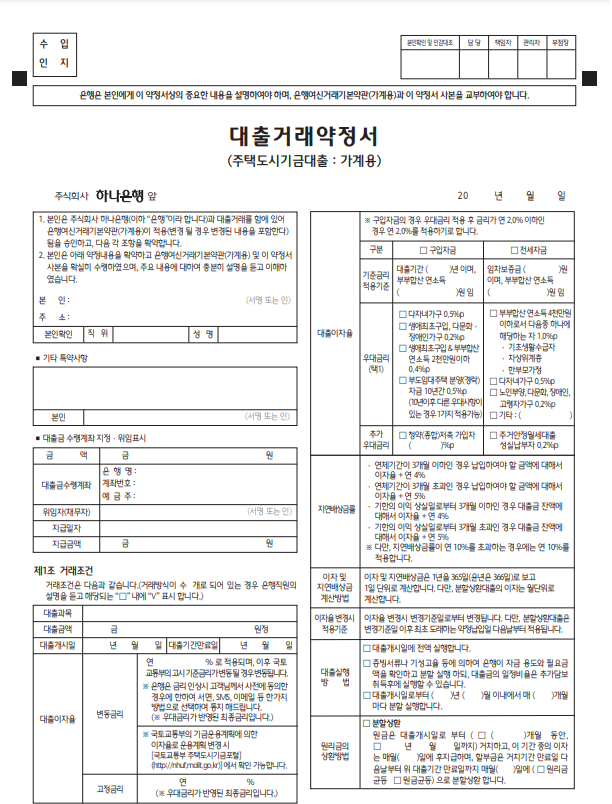 수 입
인 지
본인확인 및 인감대조 담 당 책임자 관리자 부점장
은행은 본인에게 이 약정서상의 중요한 내용을 설명하여야 하며, 은행여신거래기본약관(가계용)과 이 약정서 사본을 교부하여야 합니다.
대출거래약정서
(주택도시기금대출 : 가계용)
주식회사 하나은행 앞
20 년 월 일
1. 본인은 주식회사 하나은행(이하 “은행”이라 합니다)과 대출거래를 함에 있어
은행여신거래기본약관(가계용)이 적용(변경 될 경우 변경된 내용을 포함한다)
됨을 승인하고, 다음 각 조항을 확약합니다.
2. 본인은 아래 약정내용을 확약하고 은행여신거래기본약관(가계용) 및 이 약정서
사본을 확실히 수령하였으며, 주요 내용에 대하여 충분히 설명을 듣고 이해하
였습니다.
본 인 : (서명 또는 인)
주 소 :
본인확인 직 위 성 명
■ 기타 특약사항
본인 (서명 또는 인)
■ 대출금 수령계좌 지정 · 위임표시
금 액 금 원
대출금수령계좌
은 행 명 :
계좌번호 :
예 금 주 :
위임자(채무자) (서명 또는 인)
지급일자
지급금액 금 원
제1조 거래조건
거래조건은 다음과 같습니다.(거래방식이 수 개로 되어 있는 경우 은행직원의
설명을 듣고 해당되는 “□” 내에 “V” 표시 합니다.)
대출과목
대출금액 금 원정
대출개시일 년 월 일 대출기간만료일 년 월 일
대출이자율
변동금리
연 % 로 적용되며, 이후 국토
교통부의 고시 기준금리가 변동 될 경우 변동됩니다.
※ 은행은 금리 인상시 고객님께서 사전에 동의한
경우에 한하여 서면, SMS, 이메일 등 한가지
방법으로 선택하여 통지 해드립니다.
(※ 우대금리가 반영된 최종금리입니다.)
※ 국토교통부의 기금운용계획에 의한
이자율로 운용계획 변경 시
[국토교통부 주택도시기금포털]
(http://nhuf.molit.go.kr)에서 확인 가능합니다.
고정금리
연 %
(※ 우대금리가 반영된 최종금리입니다.)
대출이자율
※ 구입자금의 경우 우대금리 적용 후 금리가 연 2.0% 이하인
경우 연 2.0%를 적용하기로 합니다.
구분 □ 구입자금 □ 전세자금
기준금리
적용기준
대출기간 ( )년 이며,
부부합산 연소득
( )원 임
임차보증금 ( )원
이며, 부부합산 연소득
( )원 임
우대금리
(택1)
□ 다자녀가구 0.5%p
□ 생애최초구입, 다문화 ·
장애인가구 0.2%p
□ 생애최초구입 & 부부합산
연소득 2천만원이하
0.4%p
□ 부도임대주택 분양(경락)
자금 10년간 0.5%p
(10년이후 다른 우대사항이
있는 경우 1가지 적용가능)
□ 부부합산 연소득 4천만원
이하로서 다음중 하나에
해당하는 자 1.0%p
· 기초생활수급자
· 차상위계층
· 한부모가정
□ 다자녀가구 0.5%p
□ 노인부양, 다문화, 장애인,
고령자가구 0.2%p
□ 기타 : ( )
추가
우대금리
□ 청약(종합)저축 가입자
( )%p
□ 주거안정월세대출
성실납부자 0.2%p
지연배상금률
· 연체기간이 3개월 이하인 경우 납입하여야 할 금액에 대해서
이자율 + 연 4%
· 연체기간이 3개월 초과인 경우 납입하여야 할 금액에 대해서
이자율 + 연 5%
· 기한의 이익 상실일로부터 3개월 이하인 경우 대출금 잔액에
대해서 이자율 + 연 4%
· 기한의 이익 상실일로부터 3개월 초과인 경우 대출금 잔액에
대해서 이자율 + 연 5%
※ 다만, 지연배상금률이 연 10%를 초과하는 경우에는 연 10%를
적용합니다.
이자 및
지연배상금
계산방법
이자 및 지연배상금은 1년을 365일(윤년은 366일)로 보고
1일 단위로 계산합니다. 다만, 분할상환대출의 이자는 월단위로
계산합니다.
이자율 변경시
적용기준
이자율 변경시 변경기준일로부터 변경됩니다. 다만, 분할상환대출은
변경기준일 이후 최초 도래하는 약정납입일 다음날부터 적용됩니다.
대출실행
방 법
□ 대출개시일에 전액 실행합니다.
□ 증빙서류나 기성고율 등에 의하여 은행이 자금 용도와 필요금
액을 확인하고 분할 실행 하되, 대출금의 일정비율은 추가담보
취득후에 실행할 수 있습니다.
□ 대출개시일로부터 ( )년 ( )월 이내에서 매 ( )개월
마다 분할 실행합니다.
원리금의
상환방법
□ 분할상환
원금은 대출개시일로 부터 ( □ ( )개월 동안,
□ 년 월 일까지) 거치하고, 이 기간 중의 이자
는 매월( )일에 후지급하며, 할부금은 거치기간 만료일 다
음날부터 위 대출기간 만료일까지 매월( )일에 ( □ 원리금
균등 □ 원금균등) 으로 분할상환 합니다.